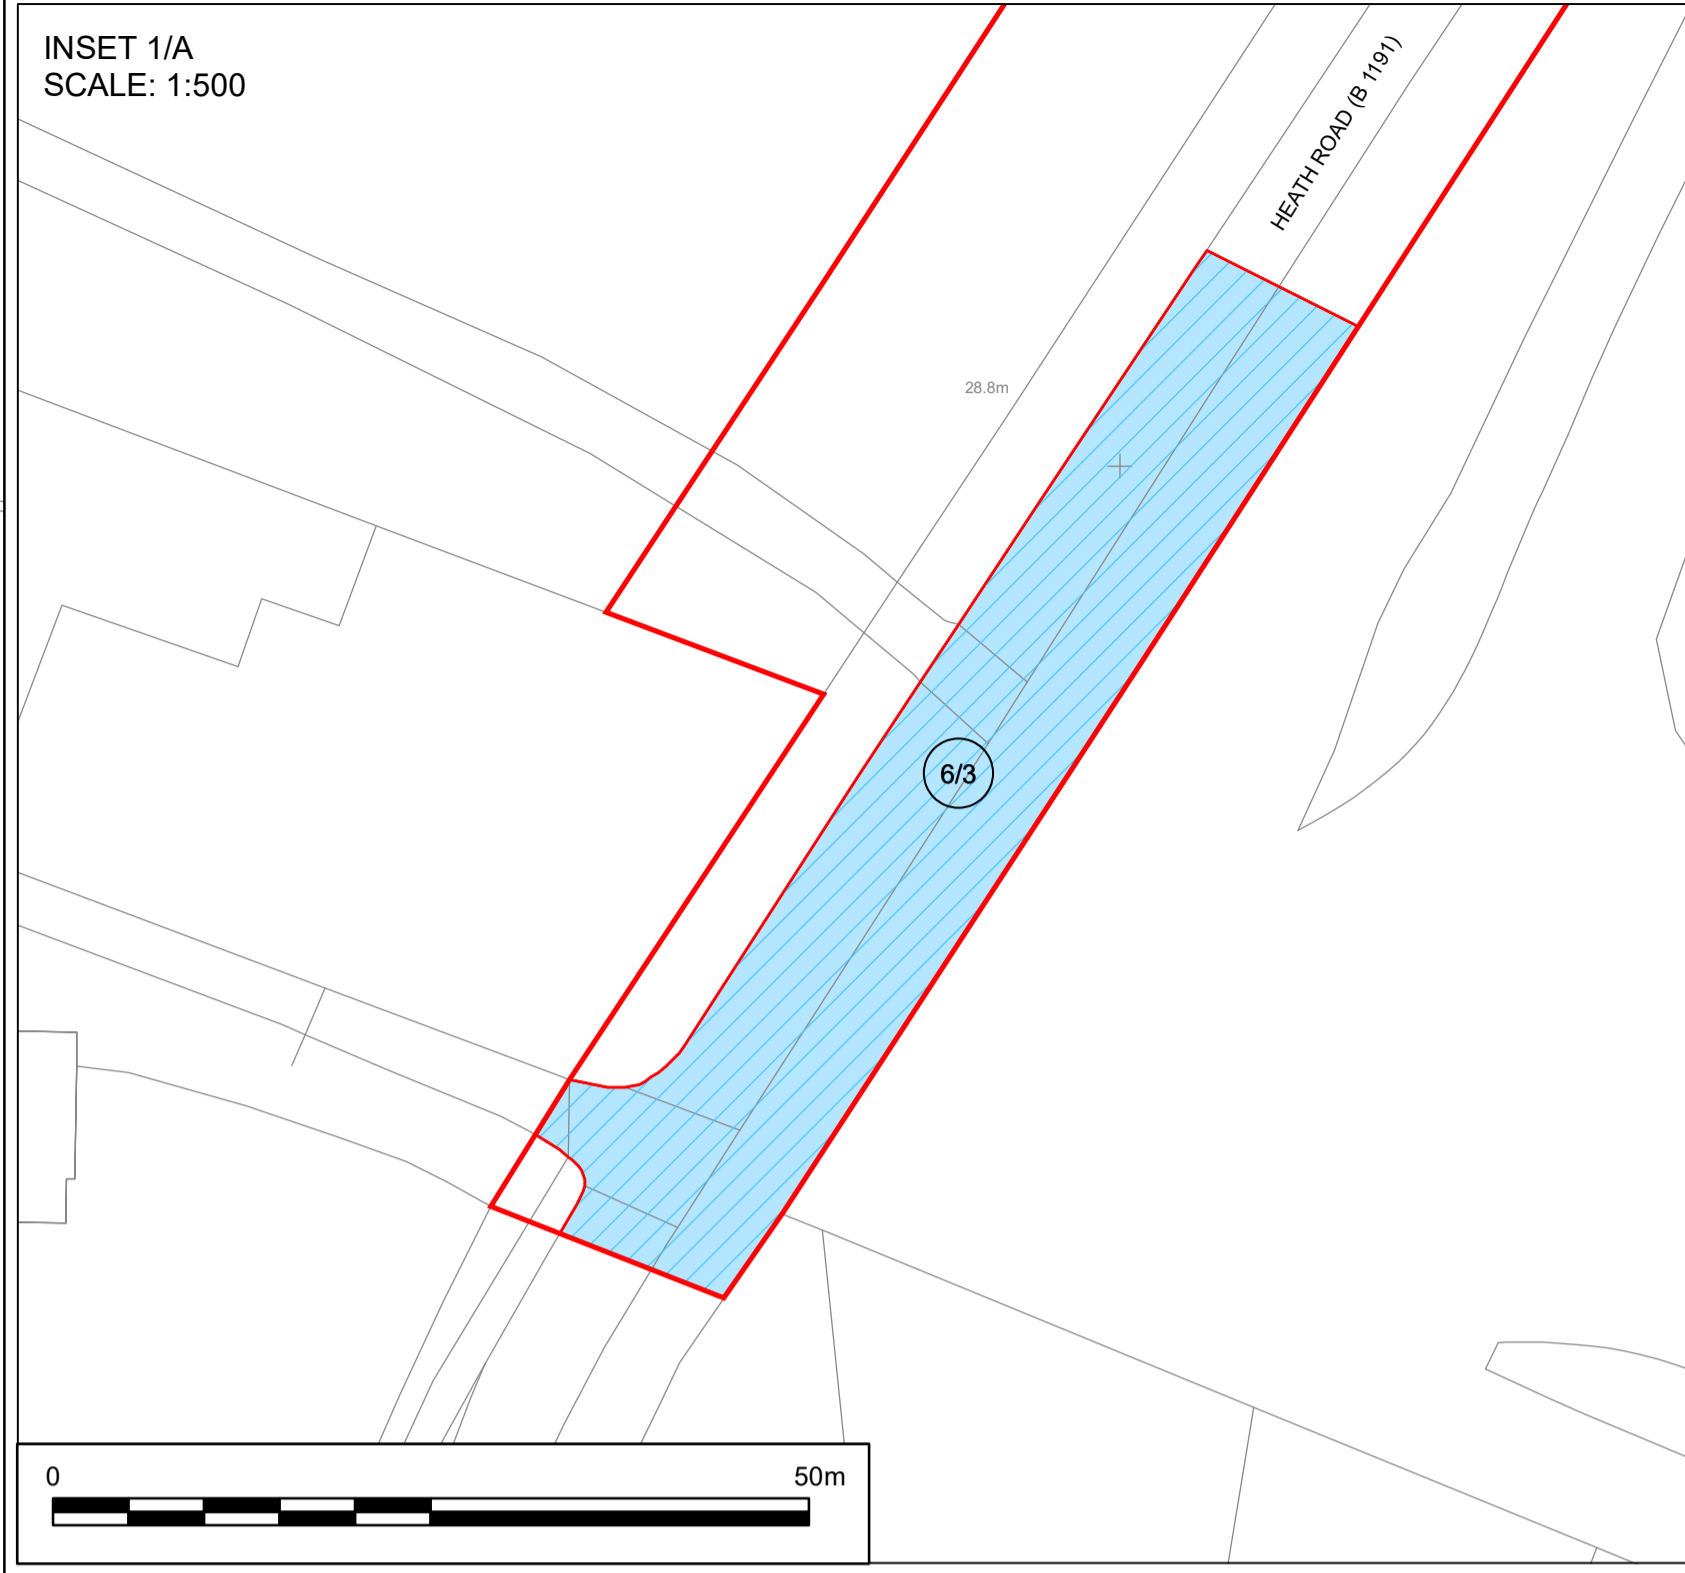 INSET 1/A
SCALE: 1:500
HEATH ROAD (B 1191)
28.8m
6/3
0 50m